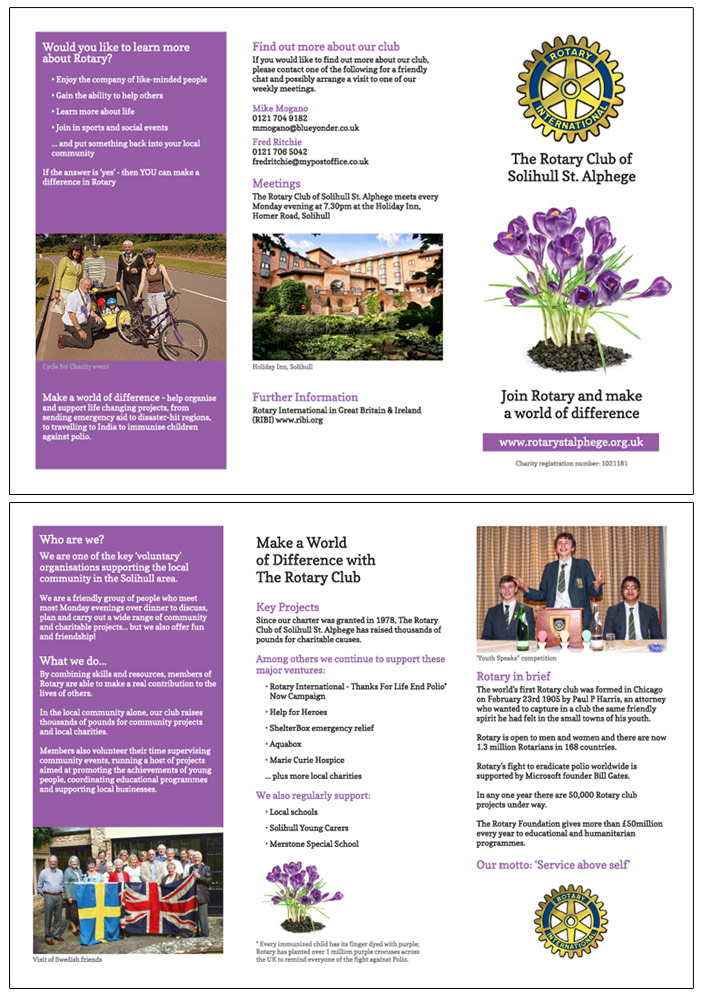 Would you like to learn more
about Rotary?
• Enjoy the company of like-minded people
• Gain the ability to help others
• Learn more about life
• Join in sports and social events
... and put something back into your local
community
If the answer is 'yes' - then YOU can make a
difference in Rotary
Cycle for Charity event
Make a world of difference - help organise
and support life changing projects, from
sending emergency aid to disaster-hit regions,
to travelling to India to immunise children
against polio.
Find out more about our club
If you would like to find out more about our club,
please contact one of the following for a friendly
chat and possibly arrange a visit to one of our
weekly meetings.
Mike Mogano
0121 704 9182
mmogano@blueyonder.co.uk
Fred Ritchie
0121 706 5042
fredritchie@mypostoffice.co.uk
Meetings
The Rotary Club of Solihull St. Alphege meets every
Monday evening at 7.30pm at the Holiday Inn,
Homer Road, Solihull
Holiday Inn, Solihull
Further Information
Rotary International in Great Britain & Ireland
(RIBI) www.ribi.org
ROTARY
INTERNATIONAL
The Rotary Club of
Solihull St. Alphege
Join Rotary and make
a world of difference
www.rotarystalphege.org.uk
Charity registration number: 1021181
Who are we?
We are one of the key 'voluntary'
organisations supporting the local
community in the Solihull area.
We are a friendly group of people who meet
most Monday evenings over dinner to discuss,
plan and carry out a wide range of community
and charitable projects... but we also offer fun
and friendship!
What we do...
By combining skills and resources, members of
Rotary are able to make a real contribution to the
lives of others.
In the local community alone, our club raises
thousands of pounds for community projects
and local charities.
Members also volunteer their time supervising
community events, running a host of projects
aimed at promoting the achievements of young
people, coordinating educational programmes
and supporting local businesses.
Visit of Swedish friends
Make a World
of Difference with
The Rotary Club
Key Projects
Since our charter was granted in 1978, The Rotary
Club of Solihull St. Alphege has raised thousands of
pounds for charitable causes.
Among others we continue to support these
major ventures:
• Rotary International - Thanks For Life End Polio*
Now Campaign
• Help for Heroes
• ShelterBox emergency relief
• Aquabox
• Marie Curie Hospice
... plus more local charities
We also regularly support:
• Local schools
• Solihull Young Carers
• Merstone Special School
* Every immunized child has its finger dyed with purple;
Rotary has planted over 1 million purple crocuses across
the UK to remind everyone of the fight against Polio.
"Youth Speaks" competition
Rotary in brief
The world's first Rotary club was formed in Chicago
on February 23rd 1905 by Paul P Harris, an attorney
who wanted to capture in a club the same friendly
spirit he had felt in the small towns of his youth.
Rotary is open to men and women and there are now
1.3 million Rotarians in 168 countries.
Rotary's fight to eradicate polio worldwide is
supported by Microsoft founder Bill Gates.
In any one year there are 50,000 Rotary club
projects under way.
The Rotary Foundation gives more than £50million
every year to educational and humanitarian
programmes.
Our motto: 'Service above self'
ROTARY
INTERNATIONAL